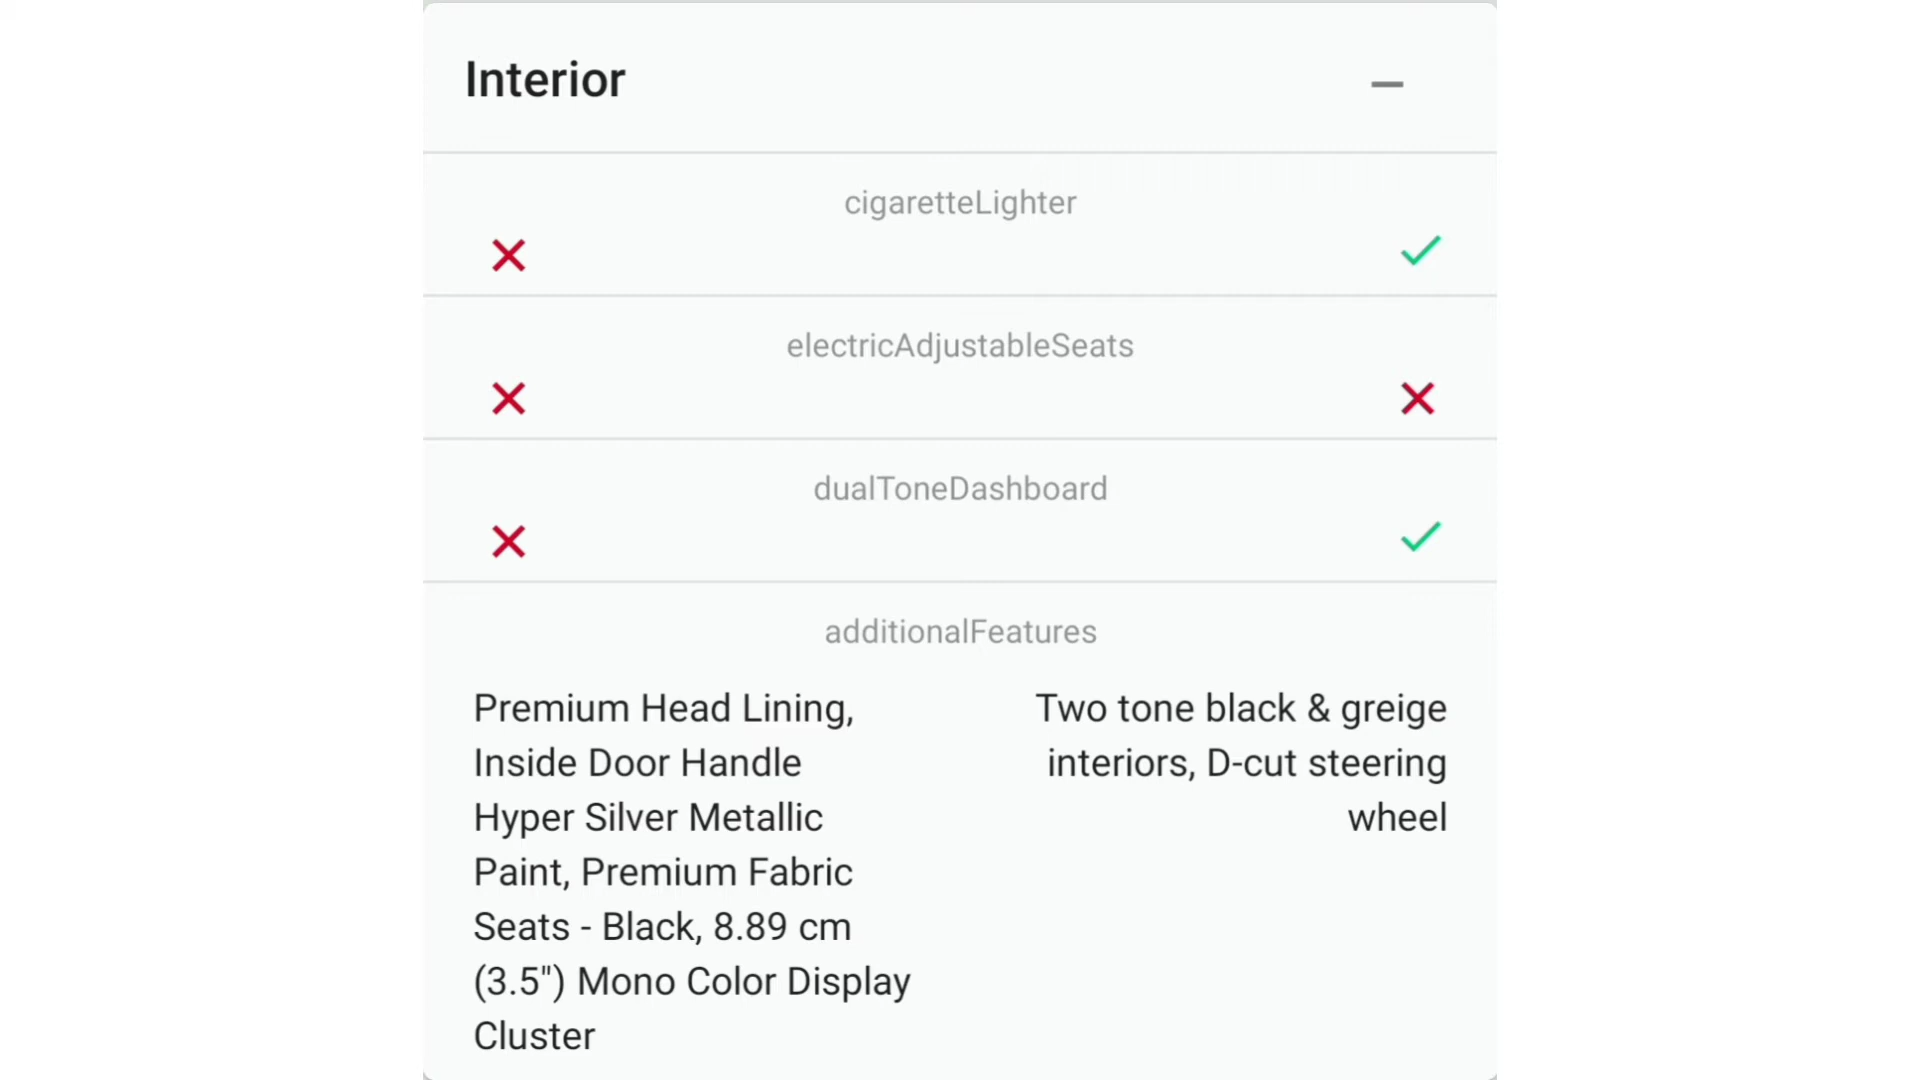 Interior
cigaretteLighter
electricAdjustableSeats
dualToneDashboard
additionalFeatures
Premium Head Lining,
Inside Door Handle
Hyper Silver Metallic
Paint, Premium Fabric
Seats - Black, 8.89 cm
(3.5") Mono Color Display
Cluster
Two tone black & greige
interiors, D-cut steering
wheel